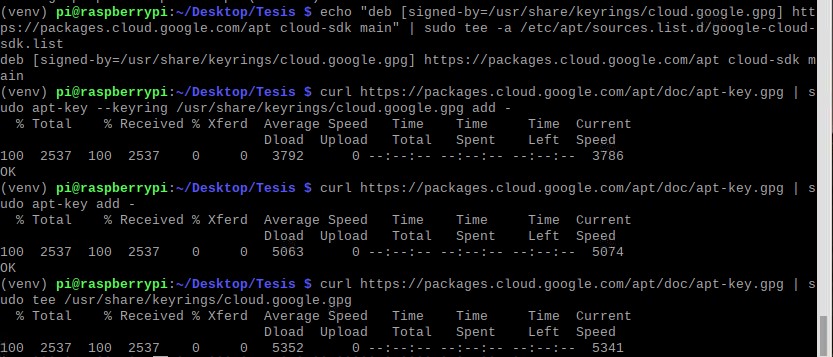 (venv) pi@raspberrypi:~/Desktop/Tesis $ echo "deb [signed-by=/usr/share/keyrings/cloud.google.gpg] htt
ps://packages.cloud.google.com/apt cloud-sdk main" | sudo tee -a /etc/apt/sources.list.d/google-cloud-
sdk.list
deb [signed-by=/usr/share/keyrings/cloud.google.gpg] https://packages.cloud.google.com/apt cloud-sdk m
ain
(venv) pi@raspberrypi:~/Desktop/Tesis $ curl https://packages.cloud.google.com/apt/doc/apt-key.gpg | s
udo apt-key --keyring /usr/share/keyrings/cloud.google.gpg add -
  % Total    % Received % Xferd  Average Speed   Time    Time     Time  Current
                                 Dload  Upload   Total   Spent    Left  Speed
100  2537  100  2537    0     0   3792      0 --:--:-- --:--:-- --:--:--  3786
OK
(venv) pi@raspberrypi:~/Desktop/Tesis $ curl https://packages.cloud.google.com/apt/doc/apt-key.gpg | s
udo apt-key add -
  % Total    % Received % Xferd  Average Speed   Time    Time     Time  Current
                                 Dload  Upload   Total   Spent    Left  Speed
100  2537  100  2537    0     0   5063      0 --:--:-- --:--:-- --:--:--  5074
OK
(venv) pi@raspberrypi:~/Desktop/Tesis $ curl https://packages.cloud.google.com/apt/doc/apt-key.gpg | s
udo tee /usr/share/keyrings/cloud.google.gpg
  % Total    % Received % Xferd  Average Speed   Time    Time     Time  Current
                                 Dload  Upload   Total   Spent    Left  Speed
100  2537  100  2537    0     0   5352      0 --:--:-- --:--:-- --:--:--  5341